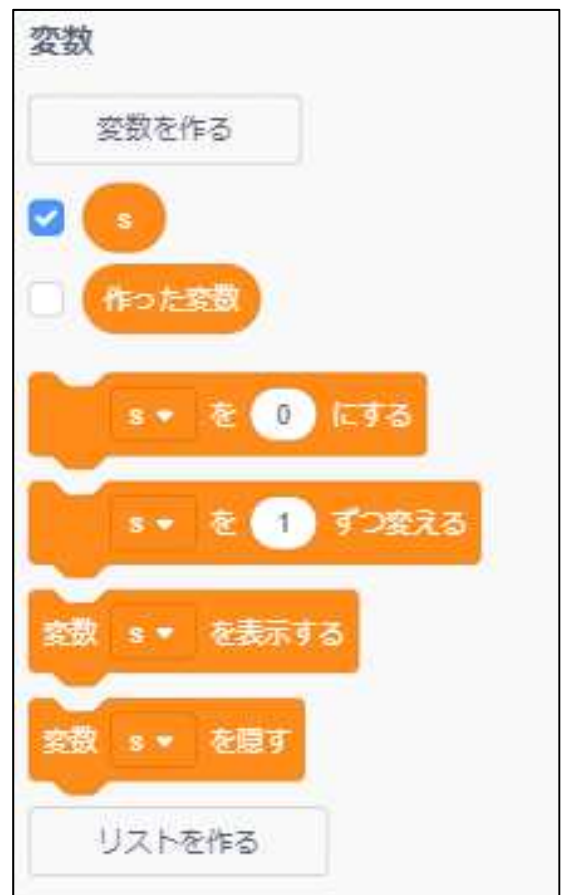 変数
変数を作る
s
作った変数
s を 0 にする
s を 1 ずつ変える
変数 s を表示する
変数 s を隠す
リストを作る